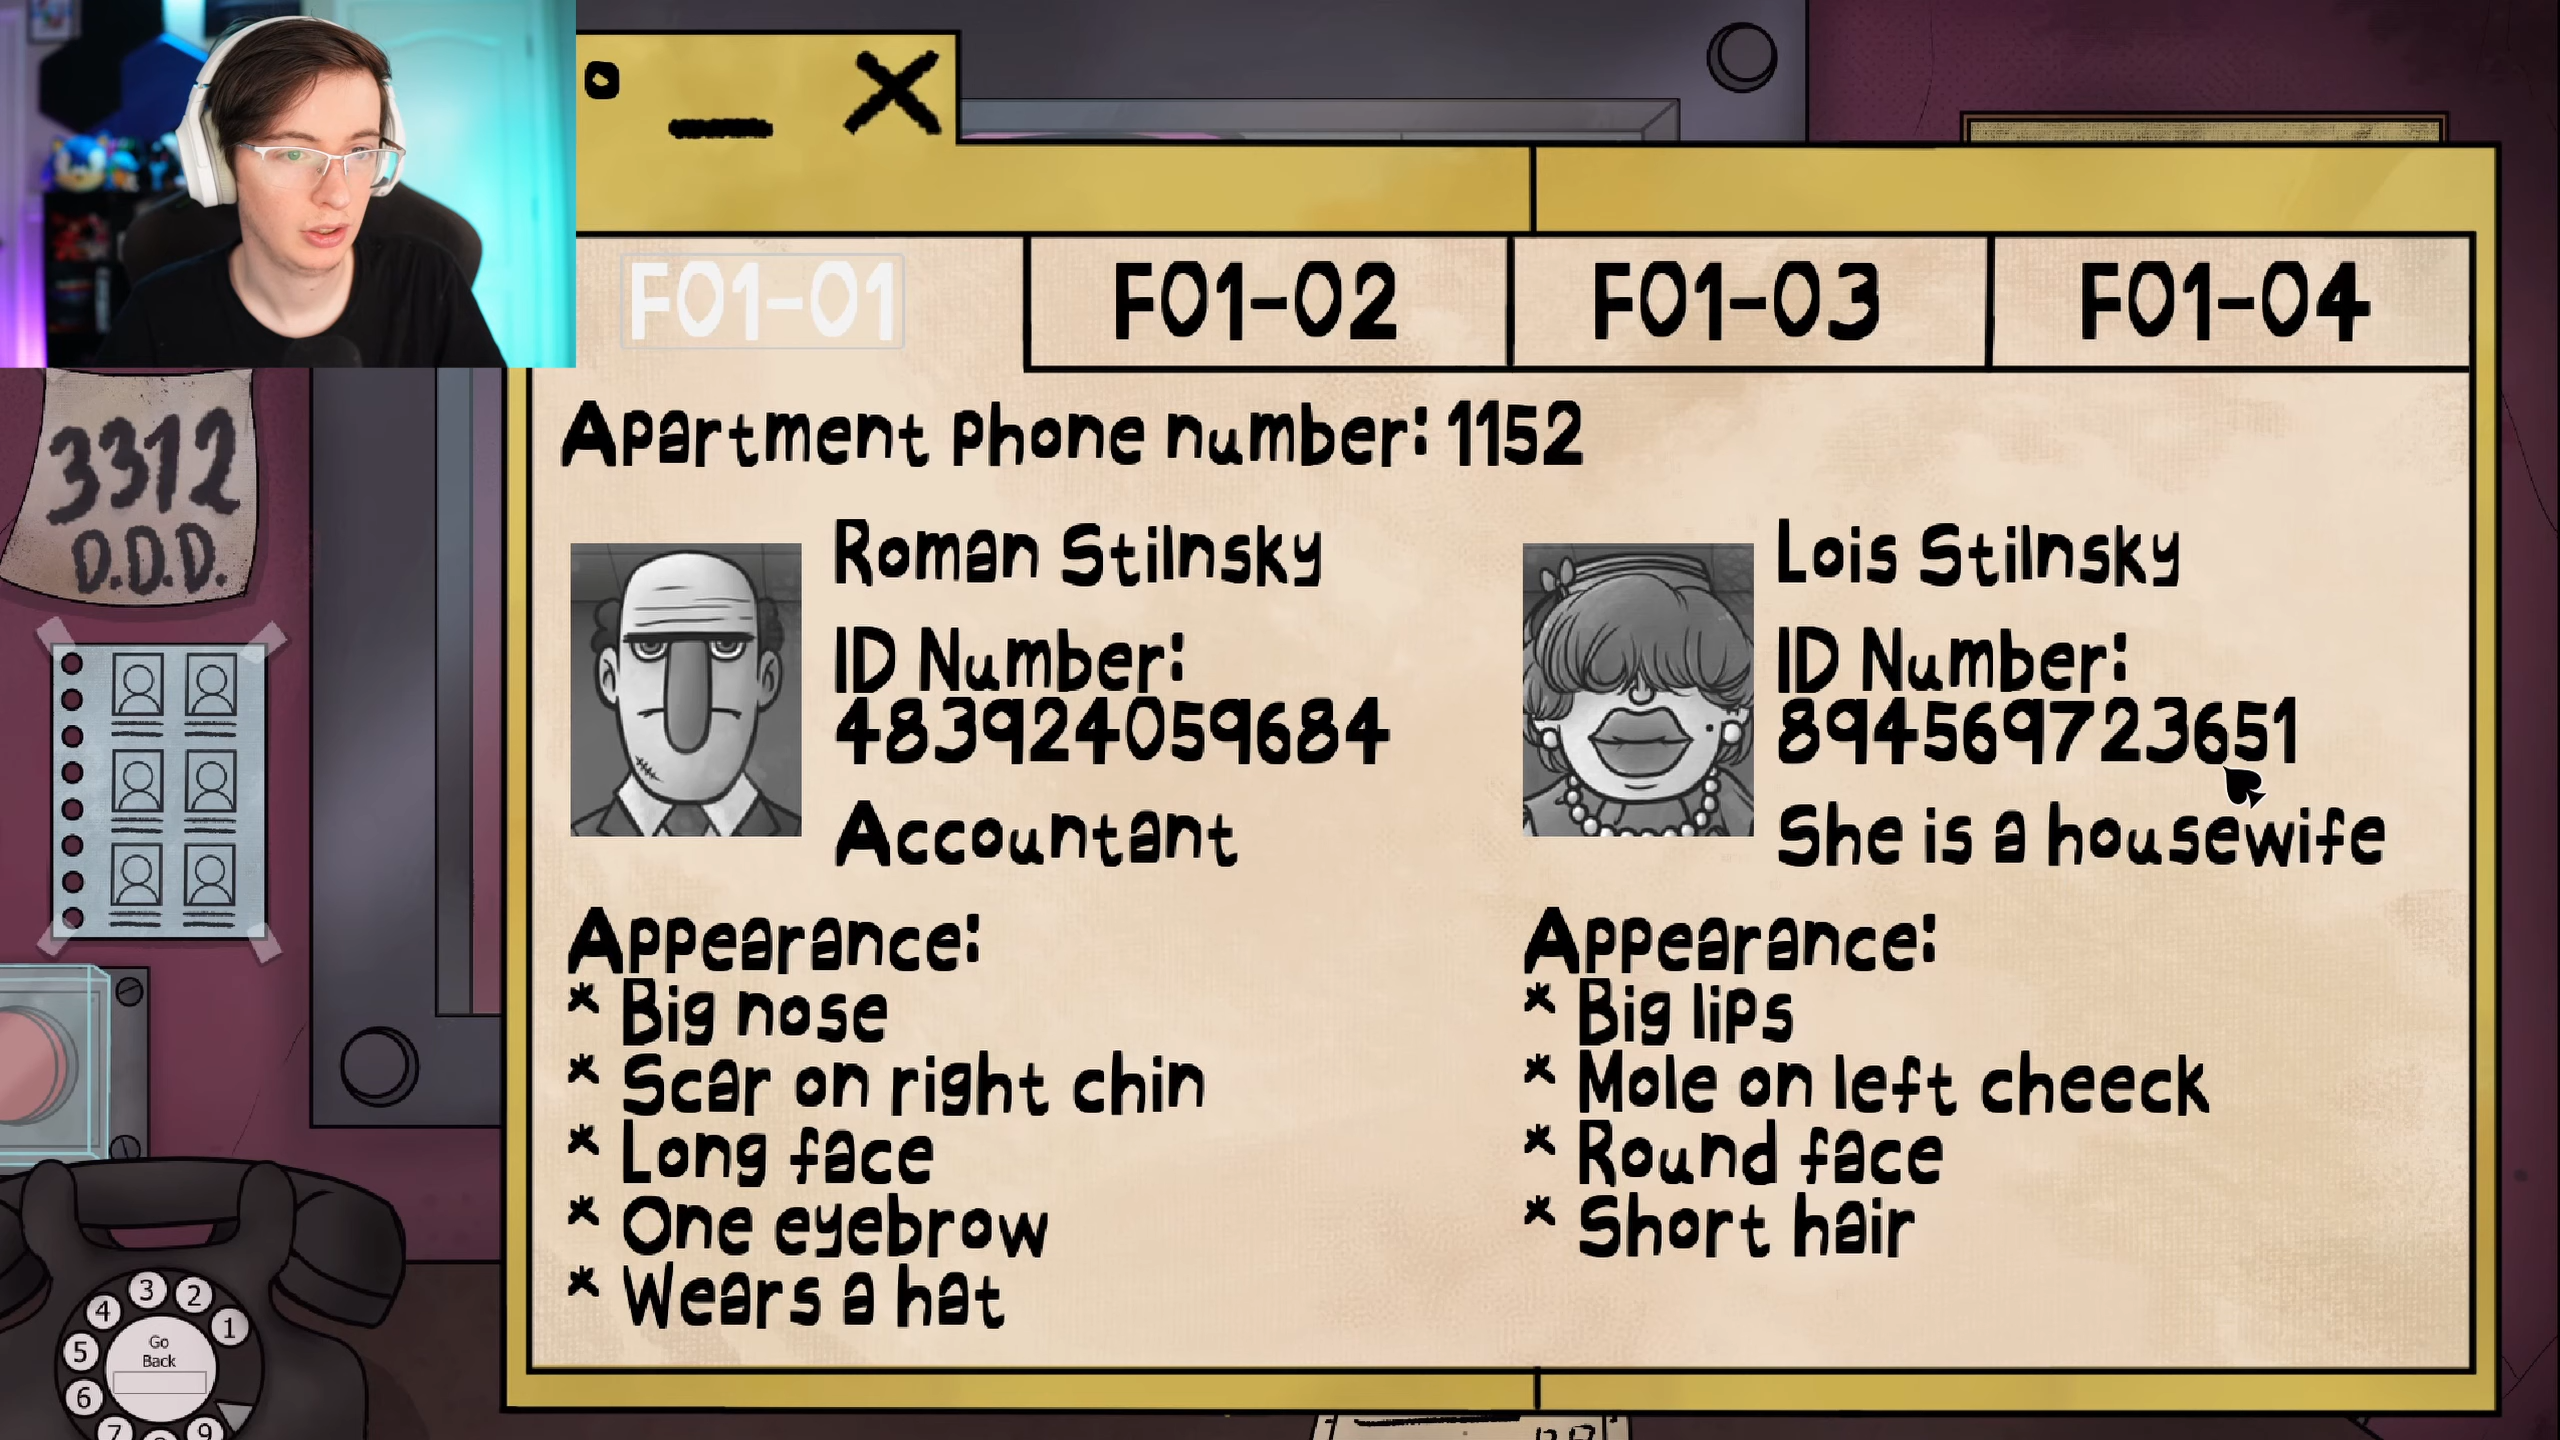 F01-01
F01-02
F01-03
F01-04
Apartment phone number: 1152
Roman Stilnsky
ID Number:
483924059684
Accountant
Appearance:
* Big nose
* Scar on right chin
* Long face
* One eyebrow
* Wears a hat
Lois Stilnsky
ID Number:
894569723651
She is a housewife
Appearance:
* Big lips
* Mole on left cheeck
* Round face
* Short hair
3312
D.D.D.
3
2
4
1
5
6
7
9
Go
Back